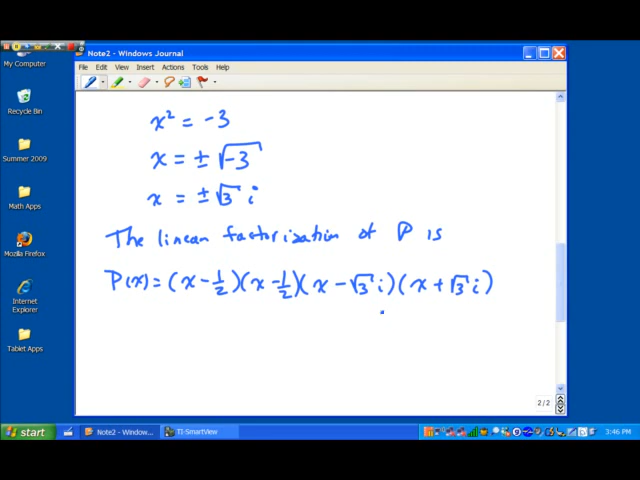 Note2 - Windows Journal
File Edit View Insert Actions Tools Help
My Computer
Recycle Bin
Summer 2009
Math Apps
Mozilla Firefox
Internet Explorer
Tablet Apps
x² = -3
x = ±√-3
x = ±√3 i
The linear factorization of P is
P(x) = (x - 1/2)(x - 1/2)(x - √3 i)(x + √3 i)
2/2
start
Note2 - Window...
TI-SmartView
3:46 PM